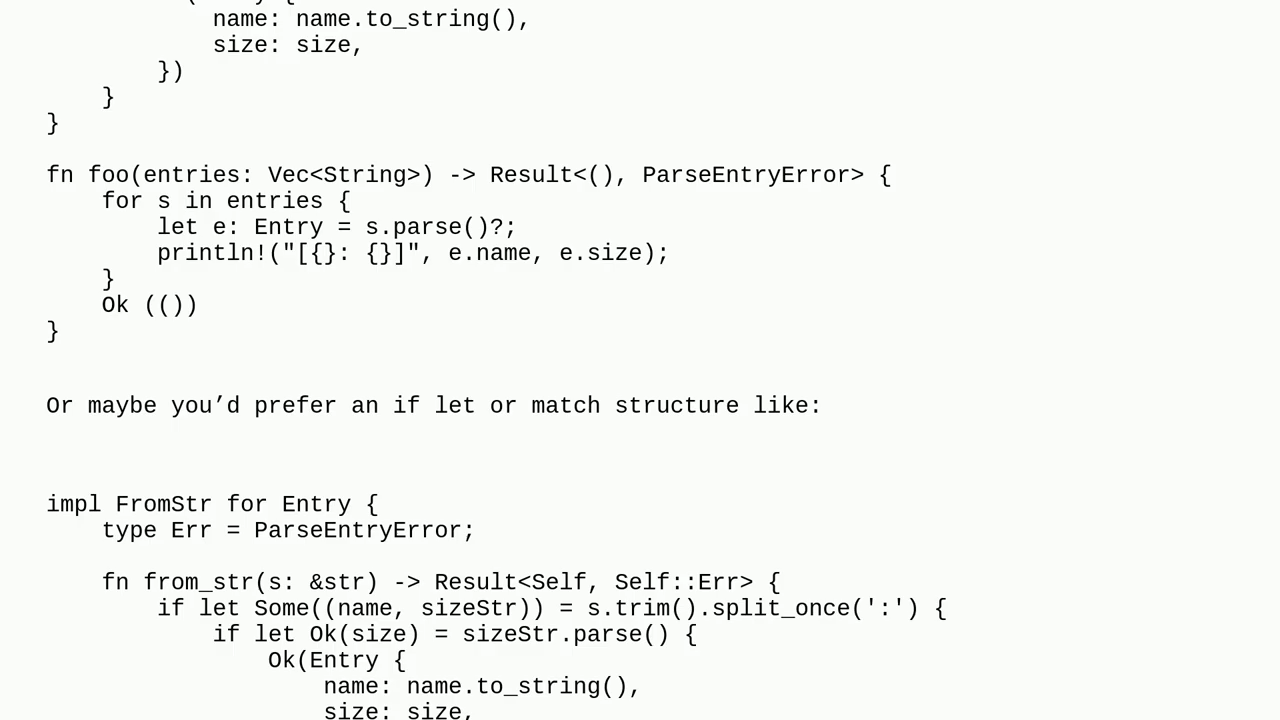 name: name.to_string(),
            size: size,
        })
    }
}

fn foo(entries: Vec<String>) -> Result<(), ParseEntryError> {
    for s in entries {
        let e: Entry = s.parse()?;
        println!("[{}: {}]", e.name, e.size);
    }
    Ok (())
}

Or maybe you’d prefer an if let or match structure like:

impl FromStr for Entry {
    type Err = ParseEntryError;

    fn from_str(s: &str) -> Result<Self, Self::Err> {
        if let Some((name, sizeStr)) = s.trim().split_once(':') {
            if let Ok(size) = sizeStr.parse() {
                Ok(Entry {
                    name: name.to_string(),
                    size: size,